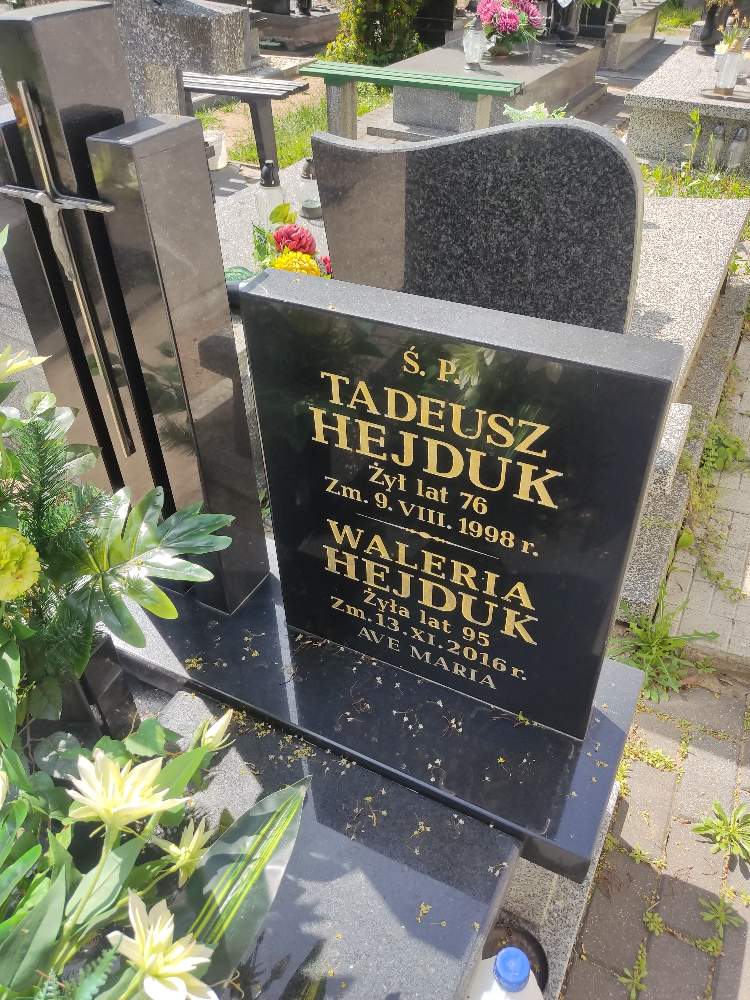 Ś. P.
TADEUSZ
HEJDUK
Żył lat 76
Zm. 9. VIII. 1998 r.
WALERIA
HEJDUK
Żyła lat 95
Zm. 13. XI. 2016 r.
AVE MARIA